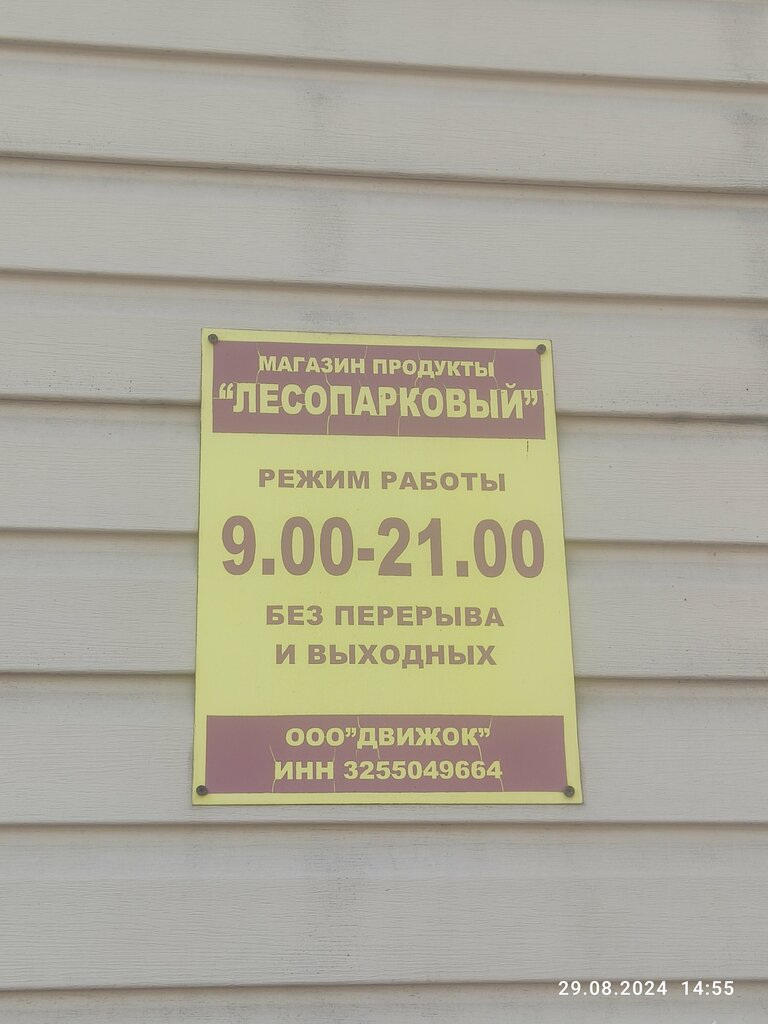 МАГАЗИН ПРОДУКТЫ
“ЛЕСОПАРКОВЫЙ”
РЕЖИМ РАБОТЫ
9.00-21.00
БЕЗ ПЕРЕРЫВА
И ВЫХОДНЫХ
ООО”ДВИЖОК”
ИНН 3255049664
29.08.2024 14:55